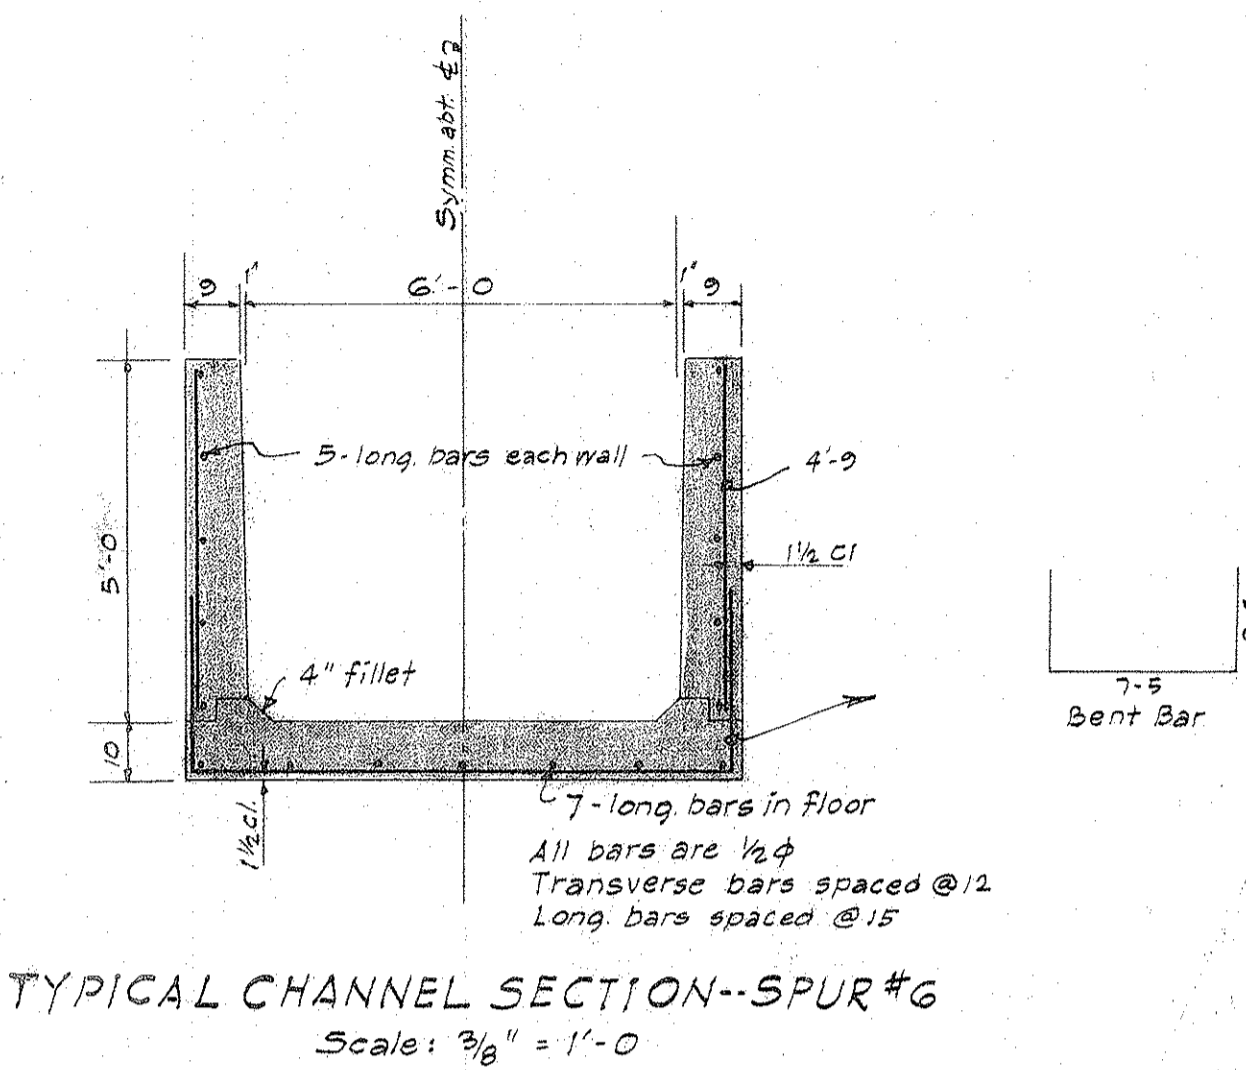 Symm. abt. ℄
9
1"
6'-0
1"
9
5-long. bars each wall
4'-9
1½ Cl
5'-0
4" fillet
10
1½ cl.
7-5
Bent Bar
7-long. bars in floor
All bars are ½ϕ
Transverse bars spaced @12
Long. bars spaced @15
TYPICAL CHANNEL SECTION--SPUR #6
Scale: ⅜" = 1'-0